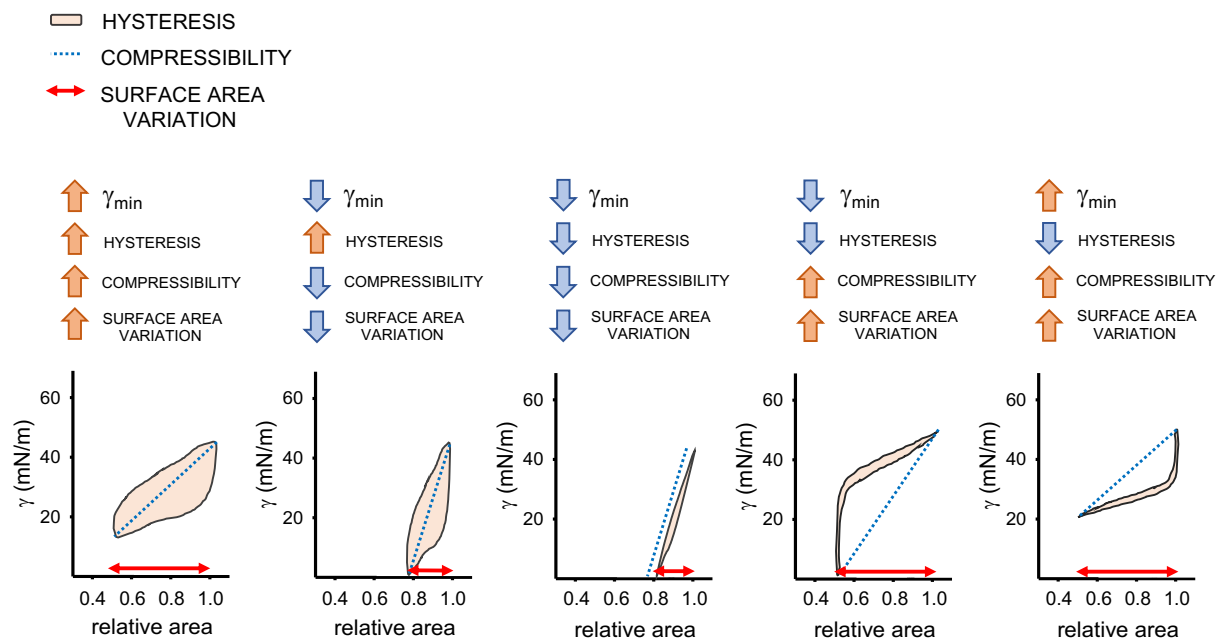 HYSTERESIS
COMPRESSIBILITY
SURFACE AREA
VARIATION
γmin
HYSTERESIS
COMPRESSIBILITY
SURFACE AREA
VARIATION
γ (mN/m)
60
40
20
0.4 0.6 0.8 1.0
relative area
γmin
HYSTERESIS
COMPRESSIBILITY
SURFACE AREA
VARIATION
γ (mN/m)
60
40
20
0.4 0.6 0.8 1.0
relative area
γmin
HYSTERESIS
COMPRESSIBILITY
SURFACE AREA
VARIATION
γ (mN/m)
60
40
20
0.4 0.6 0.8 1.0
relative area
γmin
HYSTERESIS
COMPRESSIBILITY
SURFACE AREA
VARIATION
γ (mN/m)
60
40
20
0.4 0.6 0.8 1.0
relative area
γmin
HYSTERESIS
COMPRESSIBILITY
SURFACE AREA
VARIATION
γ (mN/m)
60
40
20
0.4 0.6 0.8 1.0
relative area